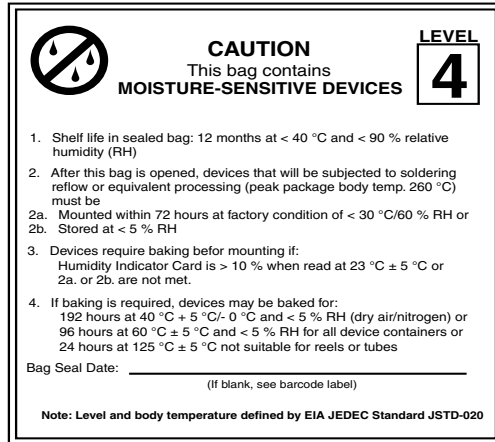 LEVEL
4
CAUTION
This bag contains
MOISTURE-SENSITIVE DEVICES
1. Shelf life in sealed bag: 12 months at < 40 °C and < 90 % relative
humidity (RH)
2. After this bag is opened, devices that will be subjected to soldering
reflow or equivalent processing (peak package body temp. 260 °C)
must be
2a. Mounted within 72 hours at factory condition of < 30 °C/60 % RH or
2b. Stored at < 5 % RH
3. Devices require baking befor mounting if:
Humidity Indicator Card is > 10 % when read at 23 °C ± 5 °C or
2a. or 2b. are not met.
4. If baking is required, devices may be baked for:
192 hours at 40 °C + 5 °C/- 0 °C and < 5 % RH (dry air/nitrogen) or
96 hours at 60 °C ± 5 °C and < 5 % RH for all device containers or
24 hours at 125 °C ± 5 °C not suitable for reels or tubes
Bag Seal Date:
(If blank, see barcode label)
Note: Level and body temperature defined by EIA JEDEC Standard JSTD-020